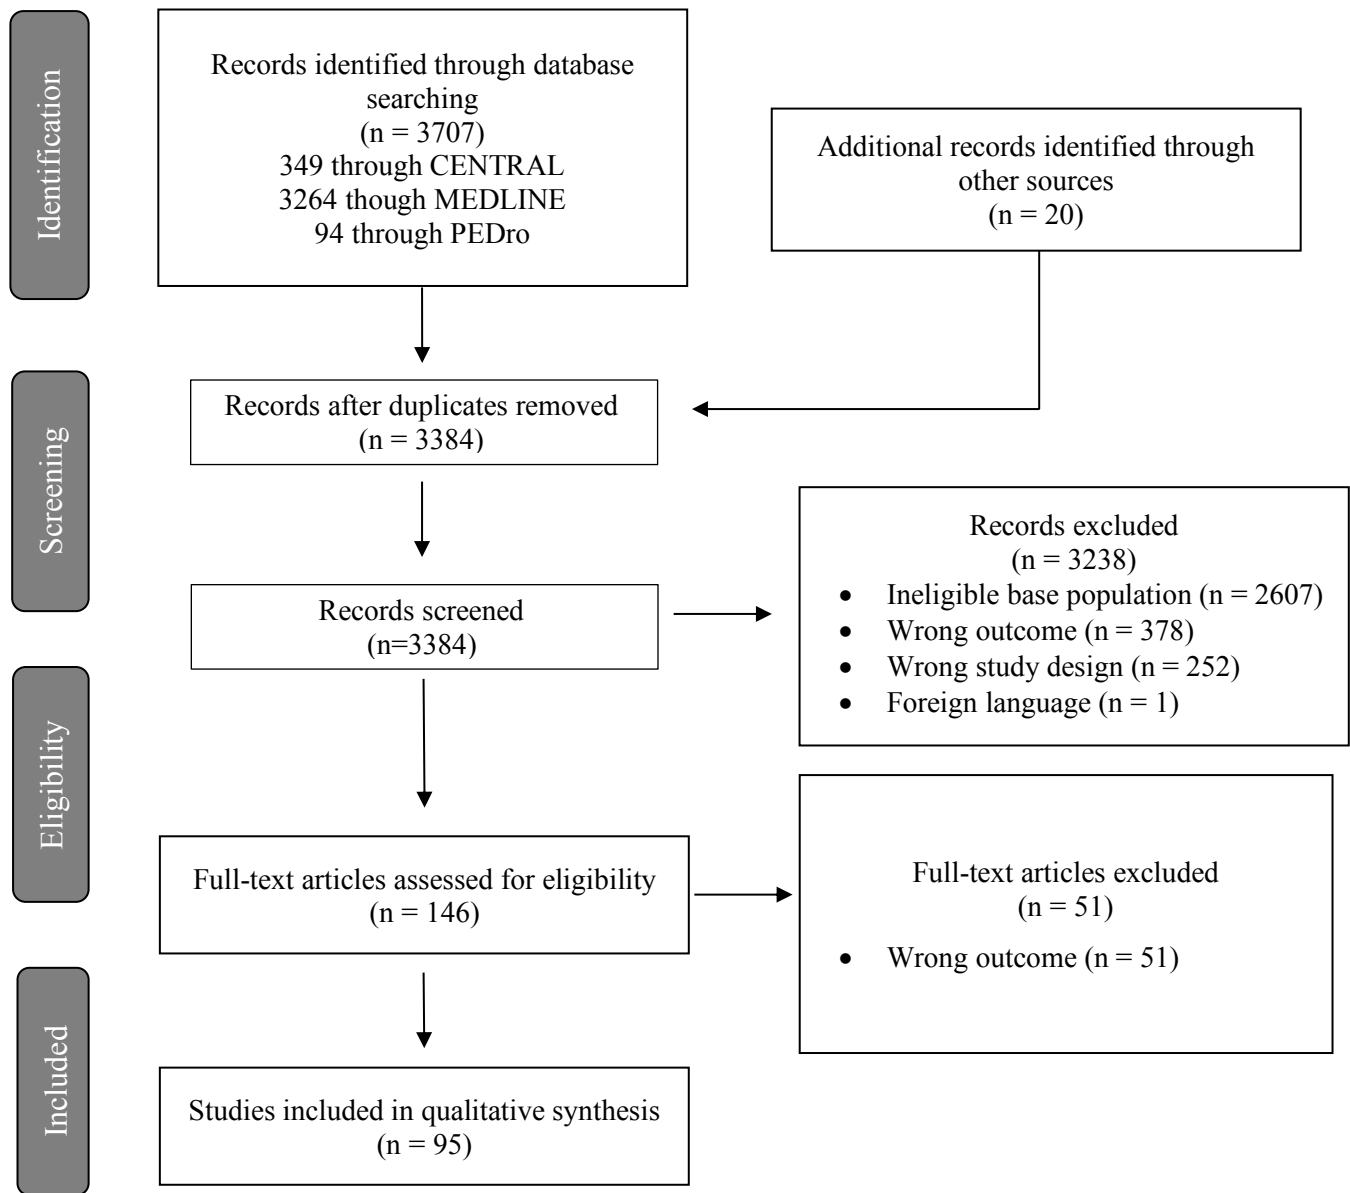 Identification
Records identified through database
searching
(n = 3707)
349 through CENTRAL
3264 though MEDLINE
94 through PEDro
Additional records identified through
other sources
(n = 20)
Screening
Records after duplicates removed
(n = 3384)
Records screened
(n=3384)
Records excluded
(n = 3238)
• Ineligible base population (n = 2607)
• Wrong outcome (n = 378)
• Wrong study design (n = 252)
• Foreign language (n = 1)
Eligibility
Full-text articles assessed for eligibility
(n = 146)
Full-text articles excluded
(n = 51)
• Wrong outcome (n = 51)
Included
Studies included in qualitative synthesis
(n = 95)